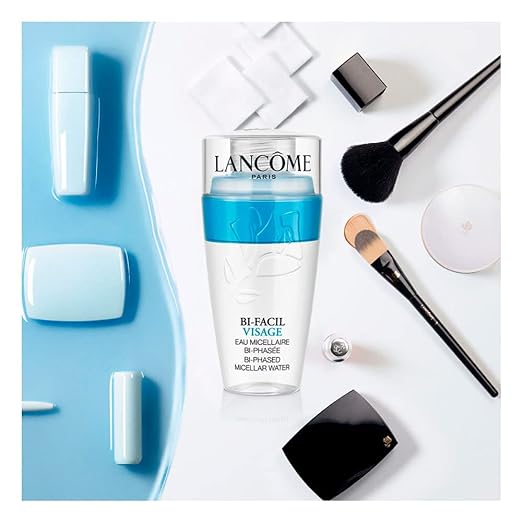 LANCÔME
PARIS
BI-FACIL
VISAGE
EAU MICELLAIRE
BI-PHASÉE
BI-PHASED
MICELLAR WATER